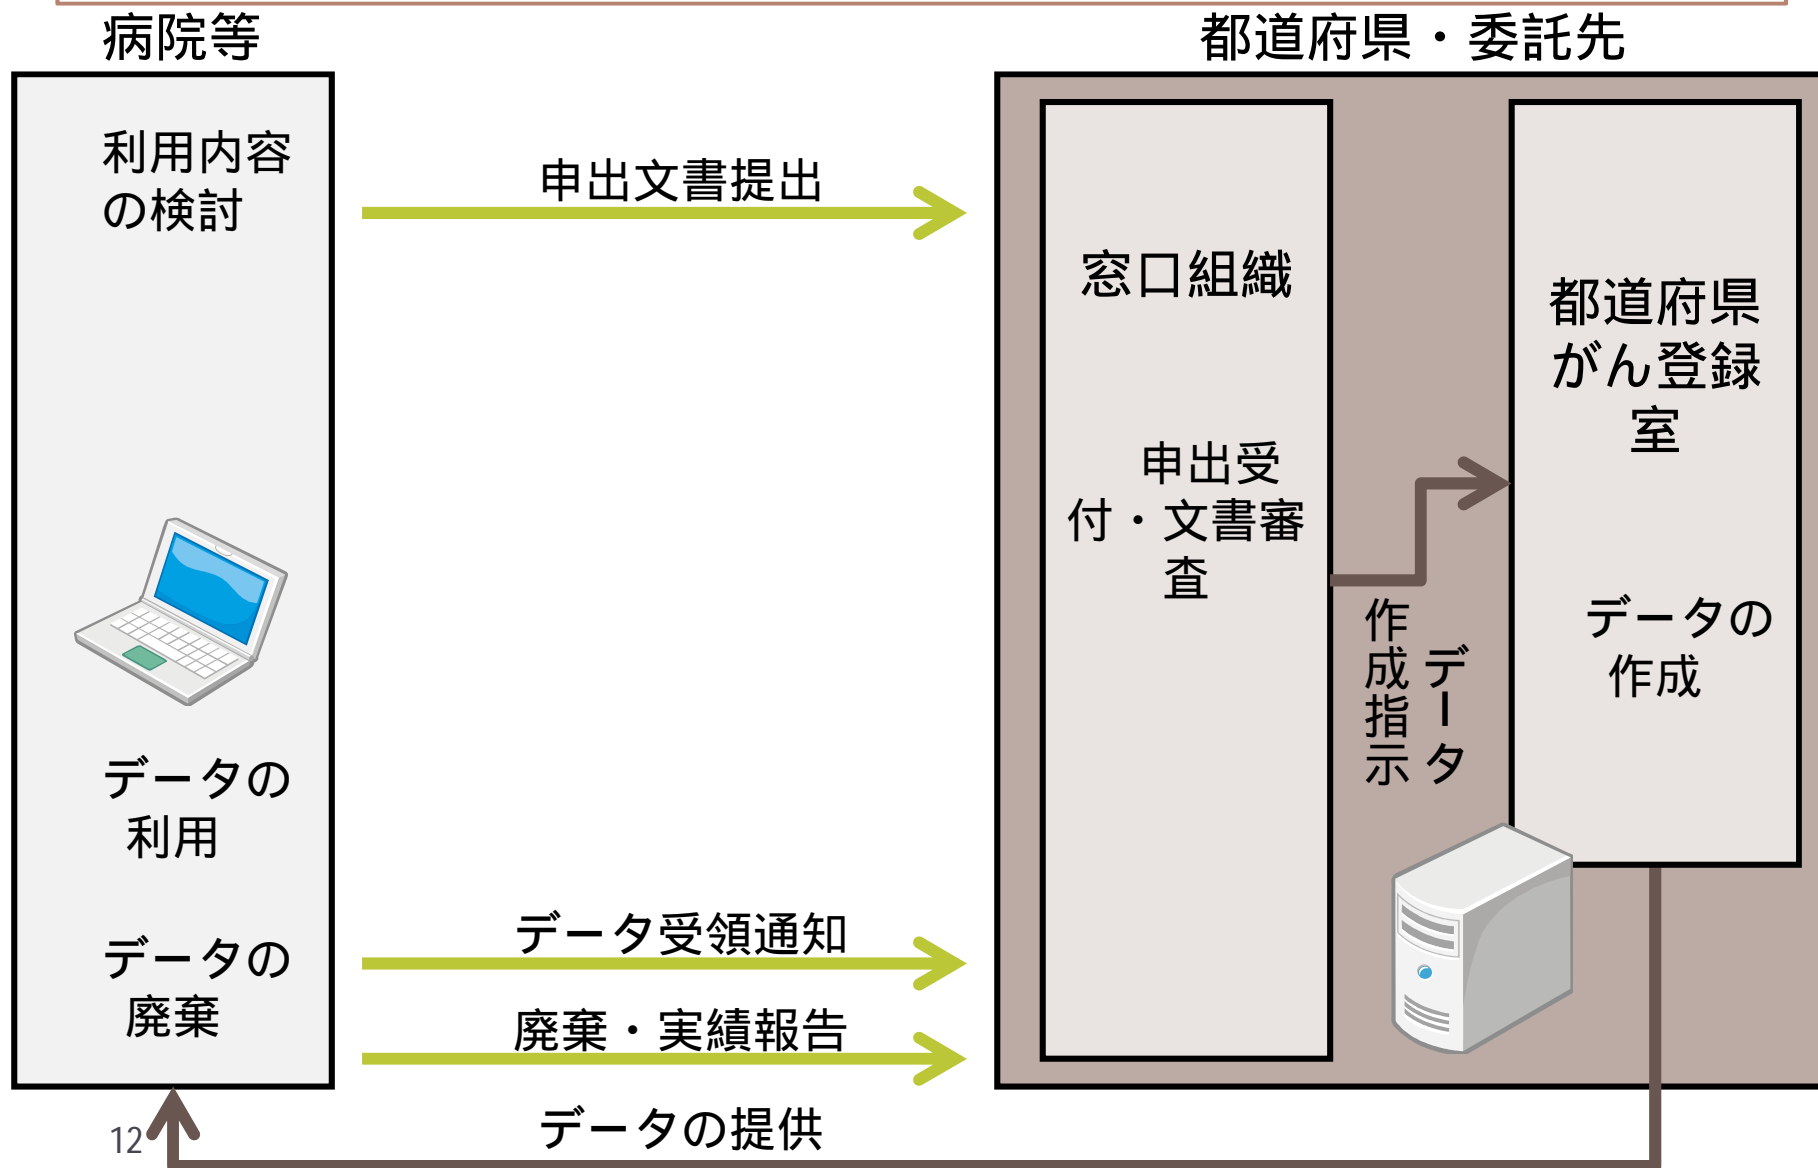 病院等
都道府県・委託先
利用内容
の検討
申出文書提出
窓口組織
都道府県
がん登録
室
申出受
付・文書審
査
データ
作成指示
データの
作成
データの
利用
データの
廃棄
データ受領通知
廃棄・実績報告
データの提供
12